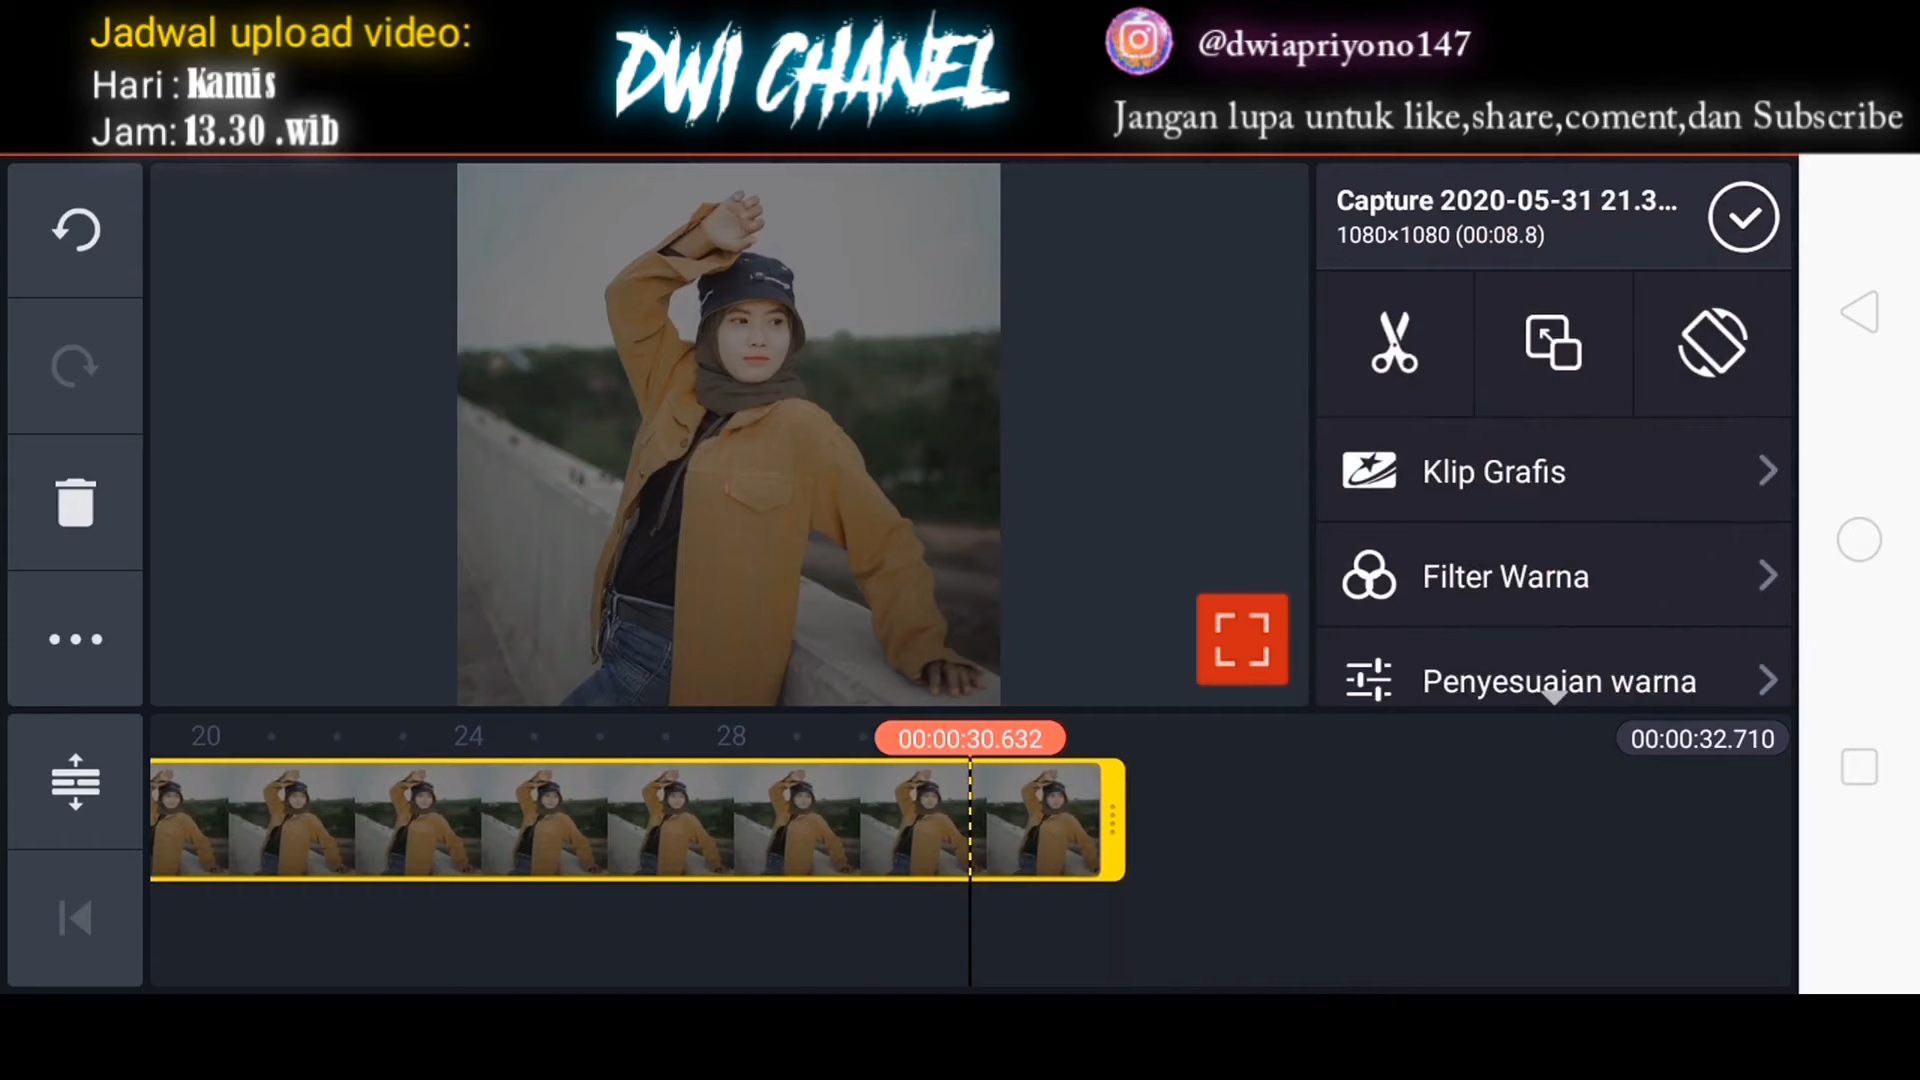 Jadwal upload video:
Hari : Kamis
Jam: 13.30 .wib
DWI CHANEL
@dwiapriyono147
Jangan lupa untuk like,share,coment,dan Subscribe
Capture 2020-05-31 21.3...
1080×1080 (00:08.8)
Klip Grafis
Filter Warna
Penyesuaian warna
20
24
28
00:00:30.632
00:00:32.710